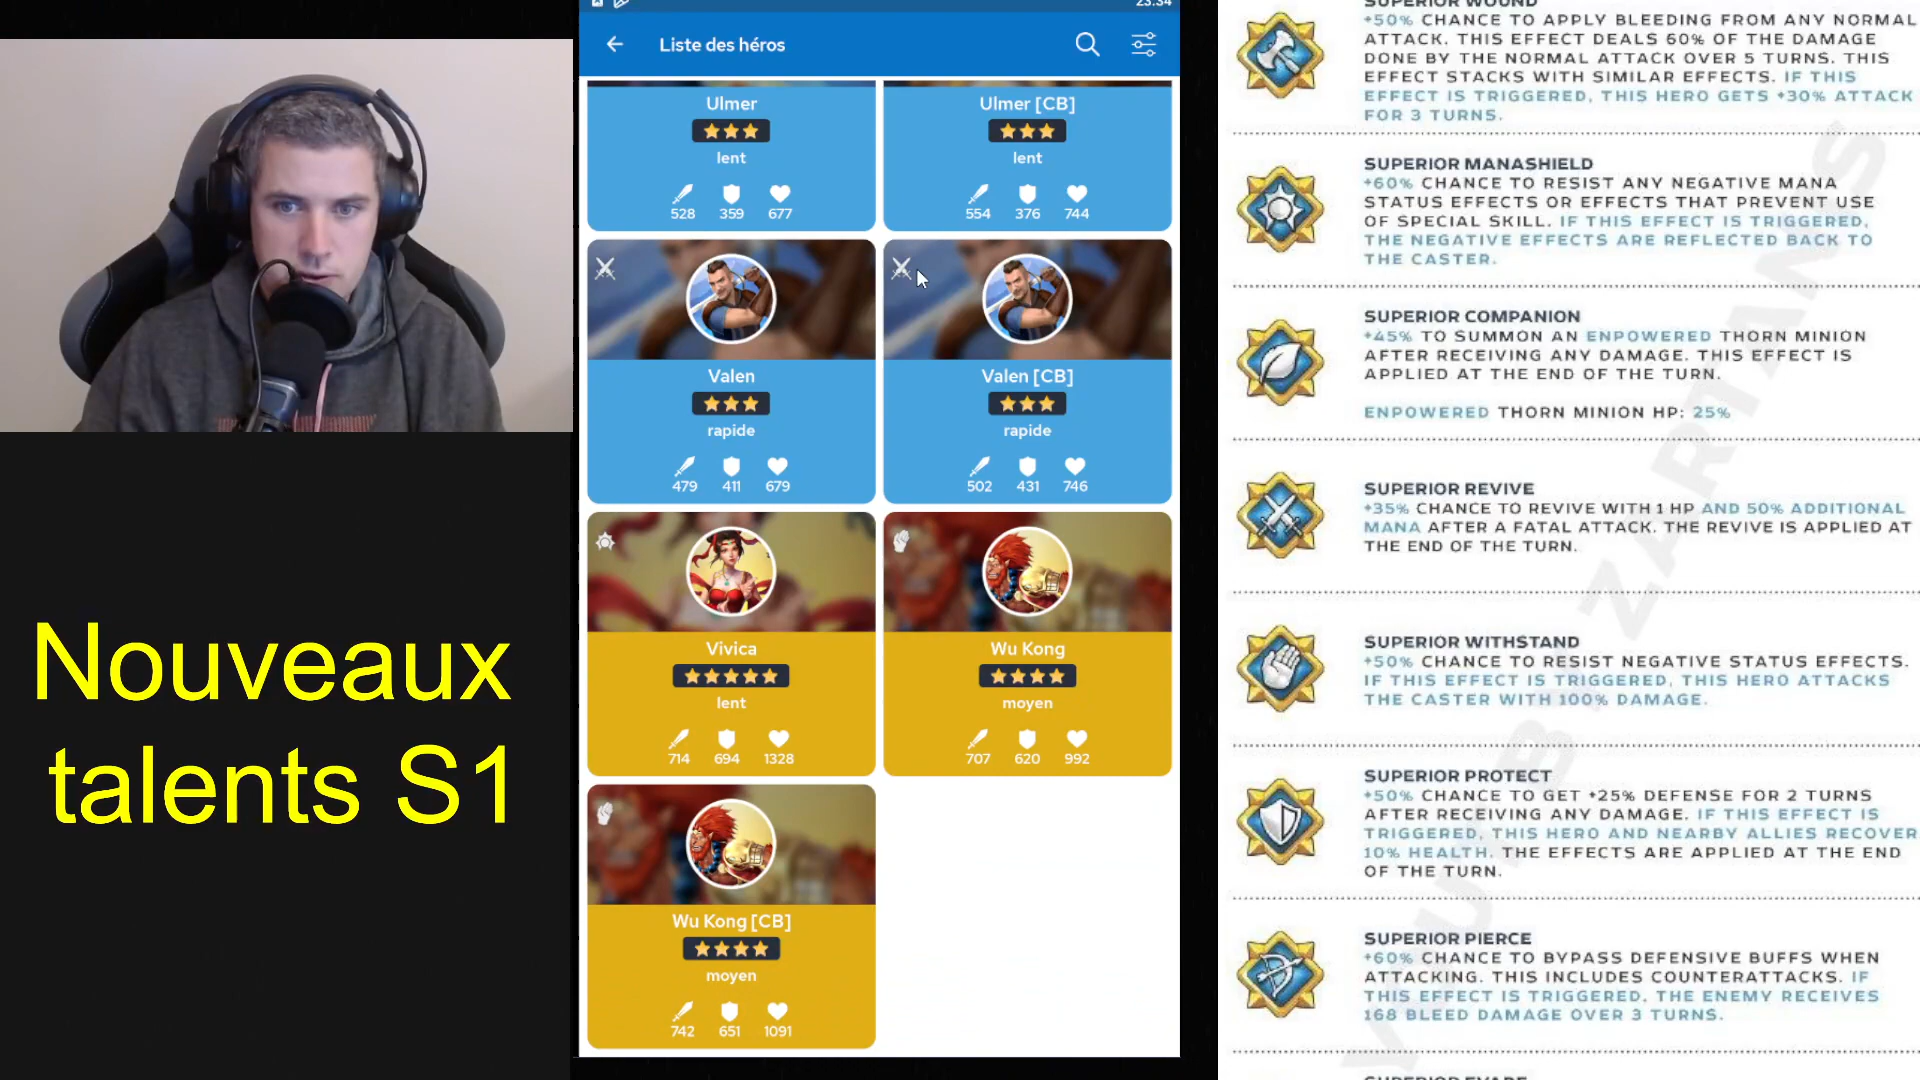 Nouveaux
talents S1
23:34
Liste des héros
Ulmer
lent
528 359 677
Ulmer [CB]
lent
554 376 744
Valen
rapide
479 411 679
Valen [CB]
rapide
502 431 746
Vivica
lent
714 694 1328
Wu Kong
moyen
707 620 992
Wu Kong [CB]
moyen
742 651 1091
SUPERIOR WOUND
+50% CHANCE TO APPLY BLEEDING FROM ANY NORMAL
ATTACK. THIS EFFECT DEALS 60% OF THE DAMAGE
DONE BY THE NORMAL ATTACK OVER 5 TURNS. THIS
EFFECT STACKS WITH SIMILAR EFFECTS. IF THIS
EFFECT IS TRIGGERED, THIS HERO GETS +30% ATTACK
FOR 3 TURNS.
SUPERIOR MANASHIELD
+60% CHANCE TO RESIST ANY NEGATIVE MANA
STATUS EFFECTS OR EFFECTS THAT PREVENT USE
OF SPECIAL SKILL. IF THIS EFFECT IS TRIGGERED,
THE NEGATIVE EFFECTS ARE REFLECTED BACK TO
THE CASTER.
SUPERIOR COMPANION
+45% TO SUMMON AN ENPOWERED THORN MINION
AFTER RECEIVING ANY DAMAGE. THIS EFFECT IS
APPLIED AT THE END OF THE TURN.
ENPOWERED THORN MINION HP: 25%
SUPERIOR REVIVE
+35% CHANCE TO REVIVE WITH 1 HP AND 50% ADDITIONAL
MANA AFTER A FATAL ATTACK. THE REVIVE IS APPLIED AT
THE END OF THE TURN.
SUPERIOR WITHSTAND
+50% CHANCE TO RESIST NEGATIVE STATUS EFFECTS.
IF THIS EFFECT IS TRIGGERED, THIS HERO ATTACKS
THE CASTER WITH 100% DAMAGE.
SUPERIOR PROTECT
+50% CHANCE TO GET +25% DEFENSE FOR 2 TURNS
AFTER RECEIVING ANY DAMAGE. IF THIS EFFECT IS
TRIGGERED, THIS HERO AND NEARBY ALLIES RECOVER
10% HEALTH. THE EFFECTS ARE APPLIED AT THE END
OF THE TURN.
SUPERIOR PIERCE
+60% CHANCE TO BYPASS DEFENSIVE BUFFS WHEN
ATTACKING. THIS INCLUDES COUNTERATTACKS. IF
THIS EFFECT IS TRIGGERED, THE ENEMY RECEIVES
168 BLEED DAMAGE OVER 3 TURNS.
SUPERIOR EVADE